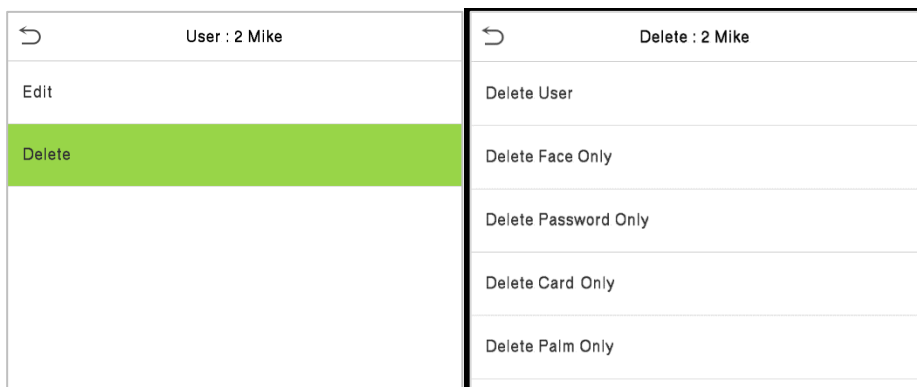 User : 2 Mike
Edit
Delete
Delete : 2 Mike
Delete User
Delete Face Only
Delete Password Only
Delete Card Only
Delete Palm Only